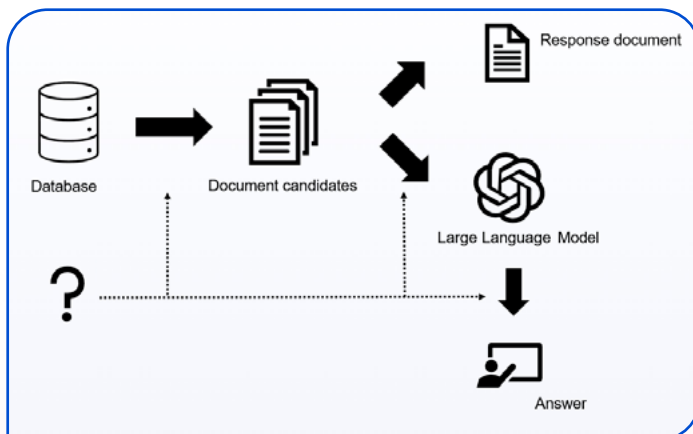 Response document
Database
Document candidates
Large Language Model
?
Answer